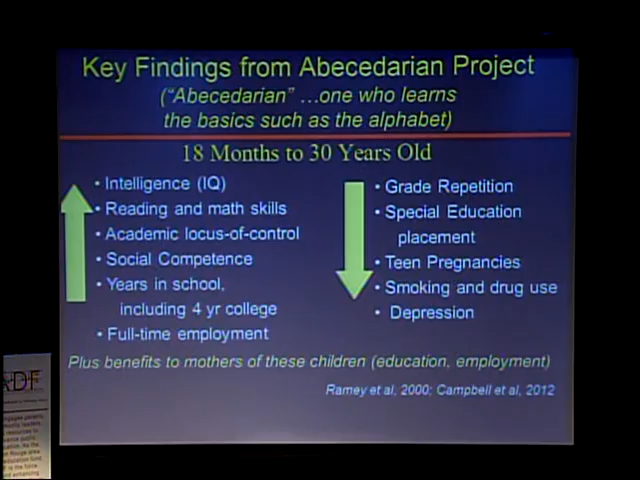 Key Findings from Abecedarian Project
("Abecedarian" ...one who learns
the basics such as the alphabet)
18 Months to 30 Years Old
• Intelligence (IQ)
• Reading and math skills
• Academic locus-of-control
• Social Competence
• Years in school,
including 4 yr college
• Full-time employment
• Grade Repetition
• Special Education
placement
• Teen Pregnancies
• Smoking and drug use
• Depression
Plus benefits to mothers of these children (education, employment)
Ramey et al, 2000; Campbell et al, 2012
ADF